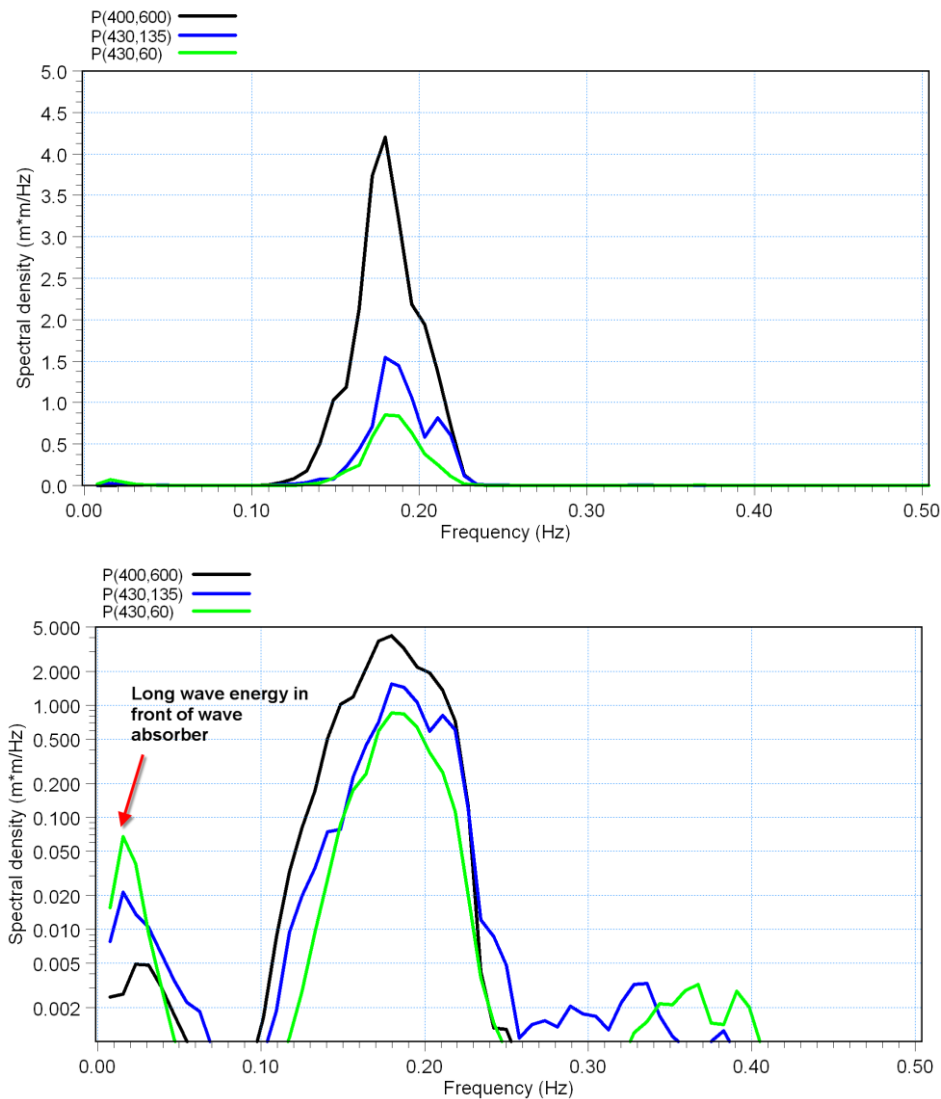 P(400,600)
P(430,135)
P(430,60)
5.0
4.5
4.0
3.5
3.0
2.5
2.0
1.5
1.0
0.5
0.0
Spectral density (m*m/Hz)
0.00 0.10 0.20 0.30 0.40 0.50
Frequency (Hz)
P(400,600)
P(430,135)
P(430,60)
5.000
2.000
1.000
0.500
0.200
0.100
0.050
0.020
0.010
0.005
0.002
Spectral density (m*m/Hz)
Long wave energy in
front of wave
absorber
0.00 0.10 0.20 0.30 0.40 0.50
Frequency (Hz)